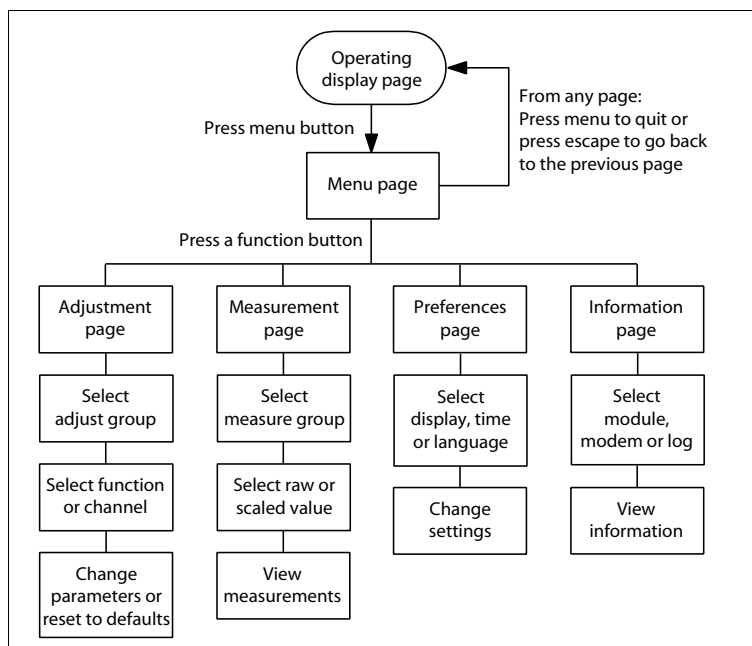 Operating
display page
From any page:
Press menu to quit or
press escape to go back
to the previous page
Press menu button
Menu page
Press a function button
Adjustment
page
Measurement
page
Preferences
page
Information
page
Select
adjust group
Select
measure group
Select
display, time
or language
Select
module,
modem or log
Select function
or channel
Select raw or
scaled value
Change
settings
View
information
Change
parameters or
reset to defaults
View
measurements